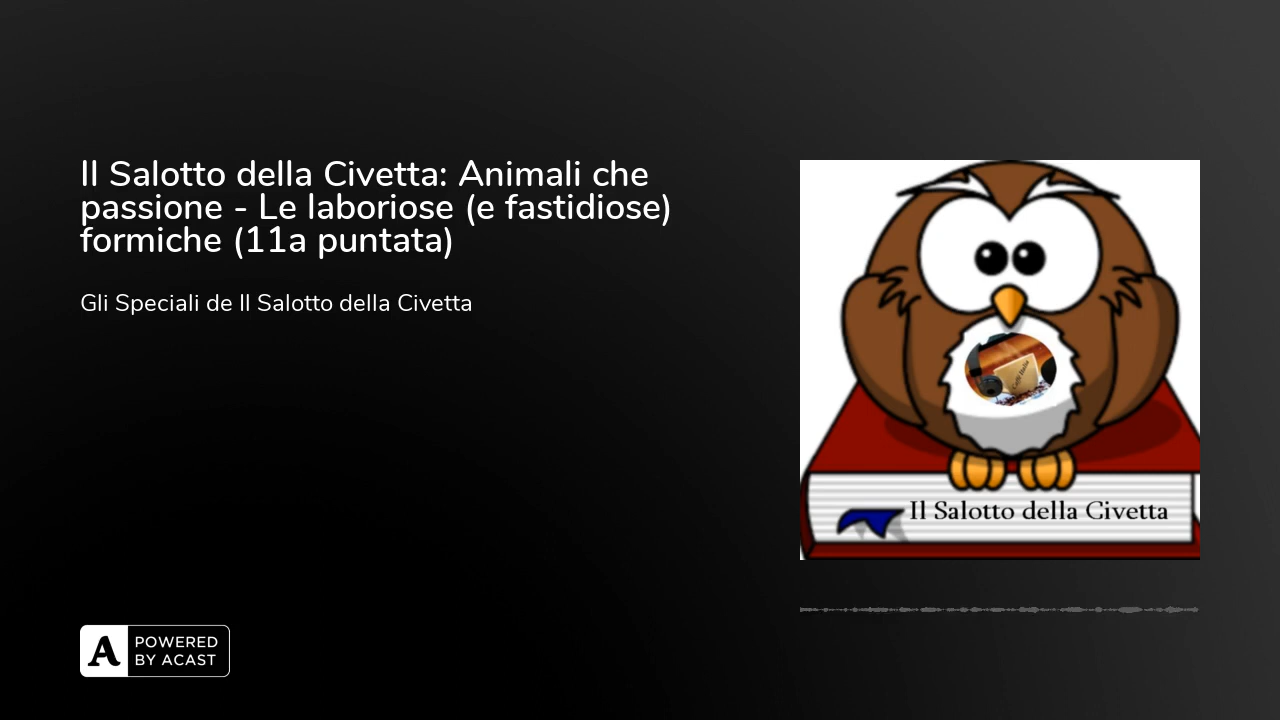 Il Salotto della Civetta: Animali che
passione - Le laboriose (e fastidiose)
formiche (11a puntata)
Gli Speciali de Il Salotto della Civetta
Il Salotto della Civetta
A POWERED
BY ACAST